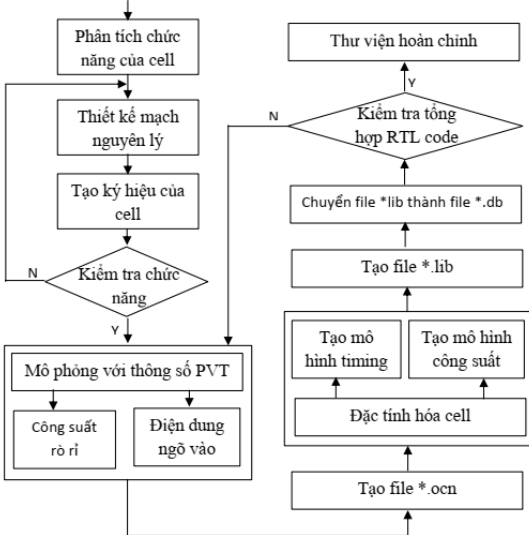 Phân tích chức
năng của cell
Thiết kế mạch
nguyên lý
Tạo ký hiệu của
cell
N
Kiểm tra chức
năng
Y
Mô phỏng với thông số PVT
Công suất
rò rỉ
Điện dung
ngõ vào
Thư viện hoàn chỉnh
Y
N
Kiểm tra tổng
hợp RTL code
Chuyển file *lib thành file *.db
Tạo file *.lib
Tạo mô
hình timing
Tạo mô hình
công suất
Đặc tính hóa cell
Tạo file *.ocn